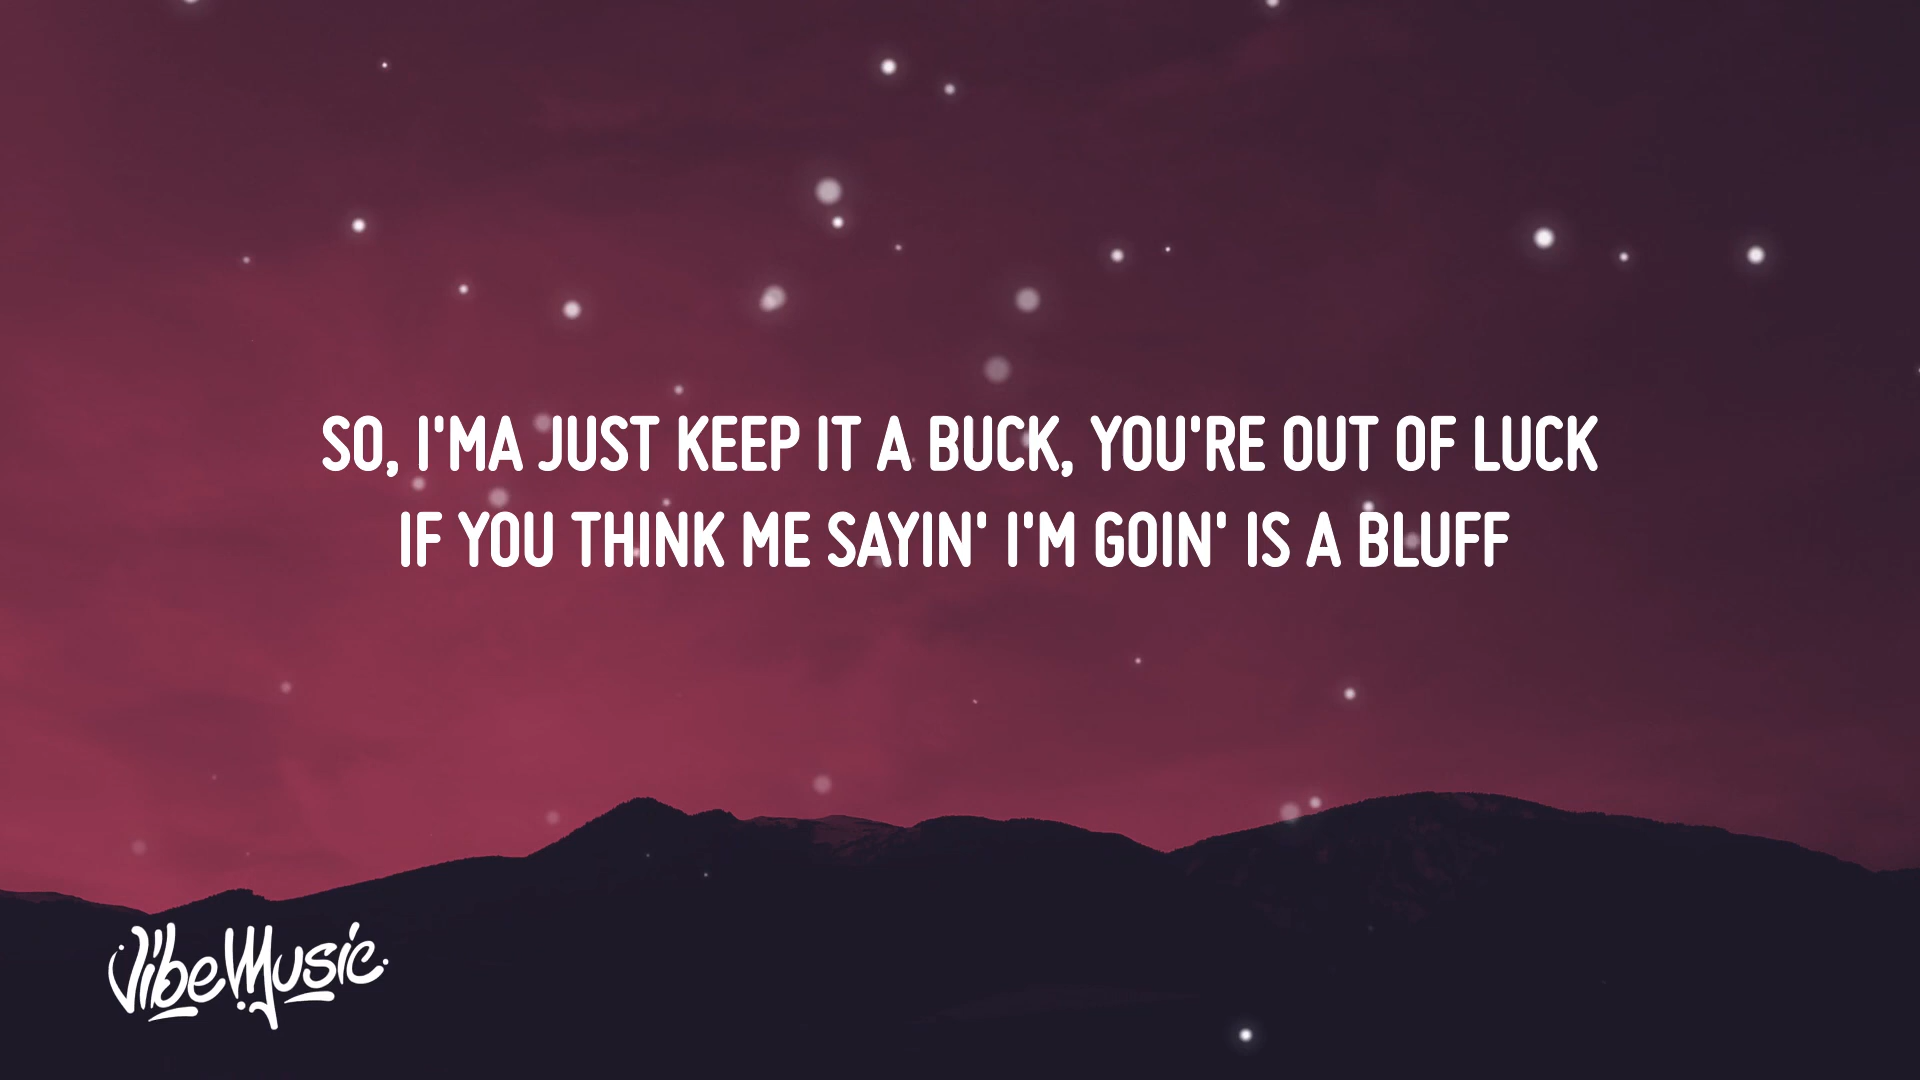 SO, I'MA JUST KEEP IT A BUCK, YOU'RE OUT OF LUCK
IF YOU THINK ME SAYIN' I'M GOIN' IS A BLUFF
VibeMusic